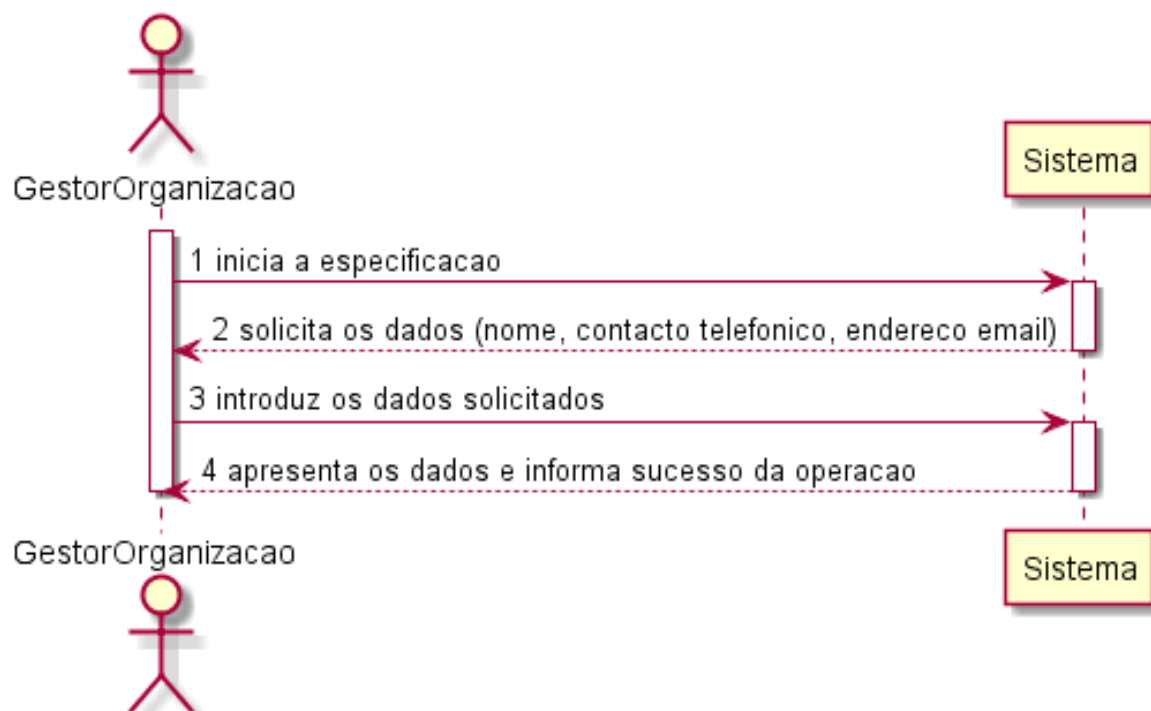 GestorOrganizacao
Sistema
1 inicia a especificacao
2 solicita os dados (nome, contacto telefonico, endereco email)
3 introduz os dados solicitados
4 apresenta os dados e informa sucesso da operacao
GestorOrganizacao
Sistema